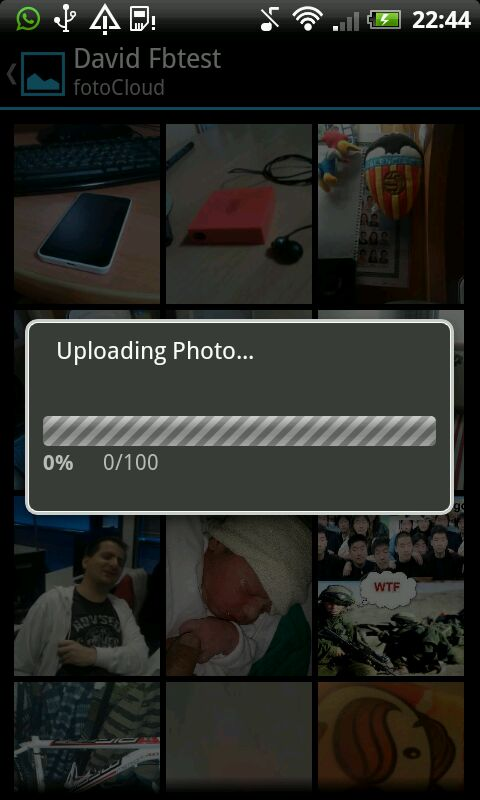 22:44
David Fbtest
fotoCloud
Uploading Photo...
0% 0/100
WTF